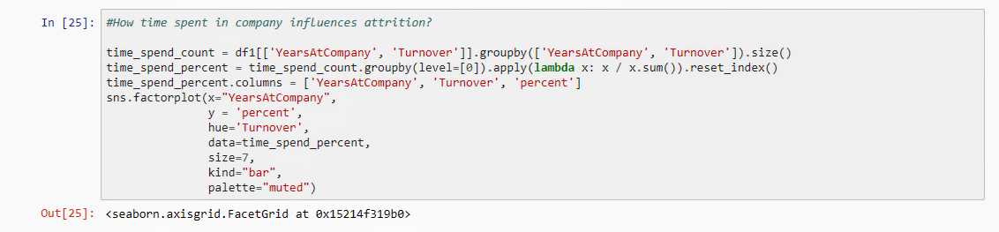 In [25]: #How time spent in company influences attrition?
time_spend_count = df1[['YearsAtCompany', 'Turnover']].groupby(['YearsAtCompany', 'Turnover']).size()
time_spend_percent = time_spend_count.groupby(level=[0]).apply(lambda x: x / x.sum()).reset_index()
time_spend_percent.columns = ['YearsAtCompany', 'Turnover', 'percent']
sns.factorplot(x="YearsAtCompany",
y = 'percent',
hue='Turnover',
data=time_spend_percent,
size=7,
kind="bar",
palette="muted")
Out[25]: <seaborn.axisgrid.FacetGrid at 0x15214f319b0>